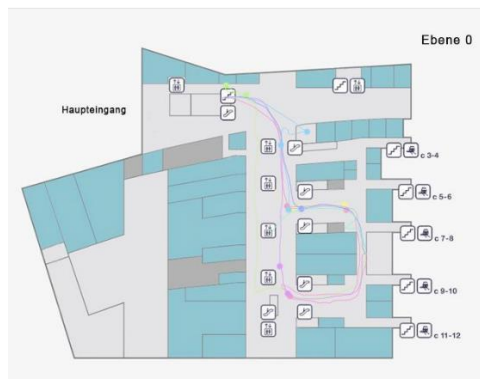 Ebene 0
Haupteingang
c 3-4
c 5-6
c 7-8
c 9-10
c 11-12